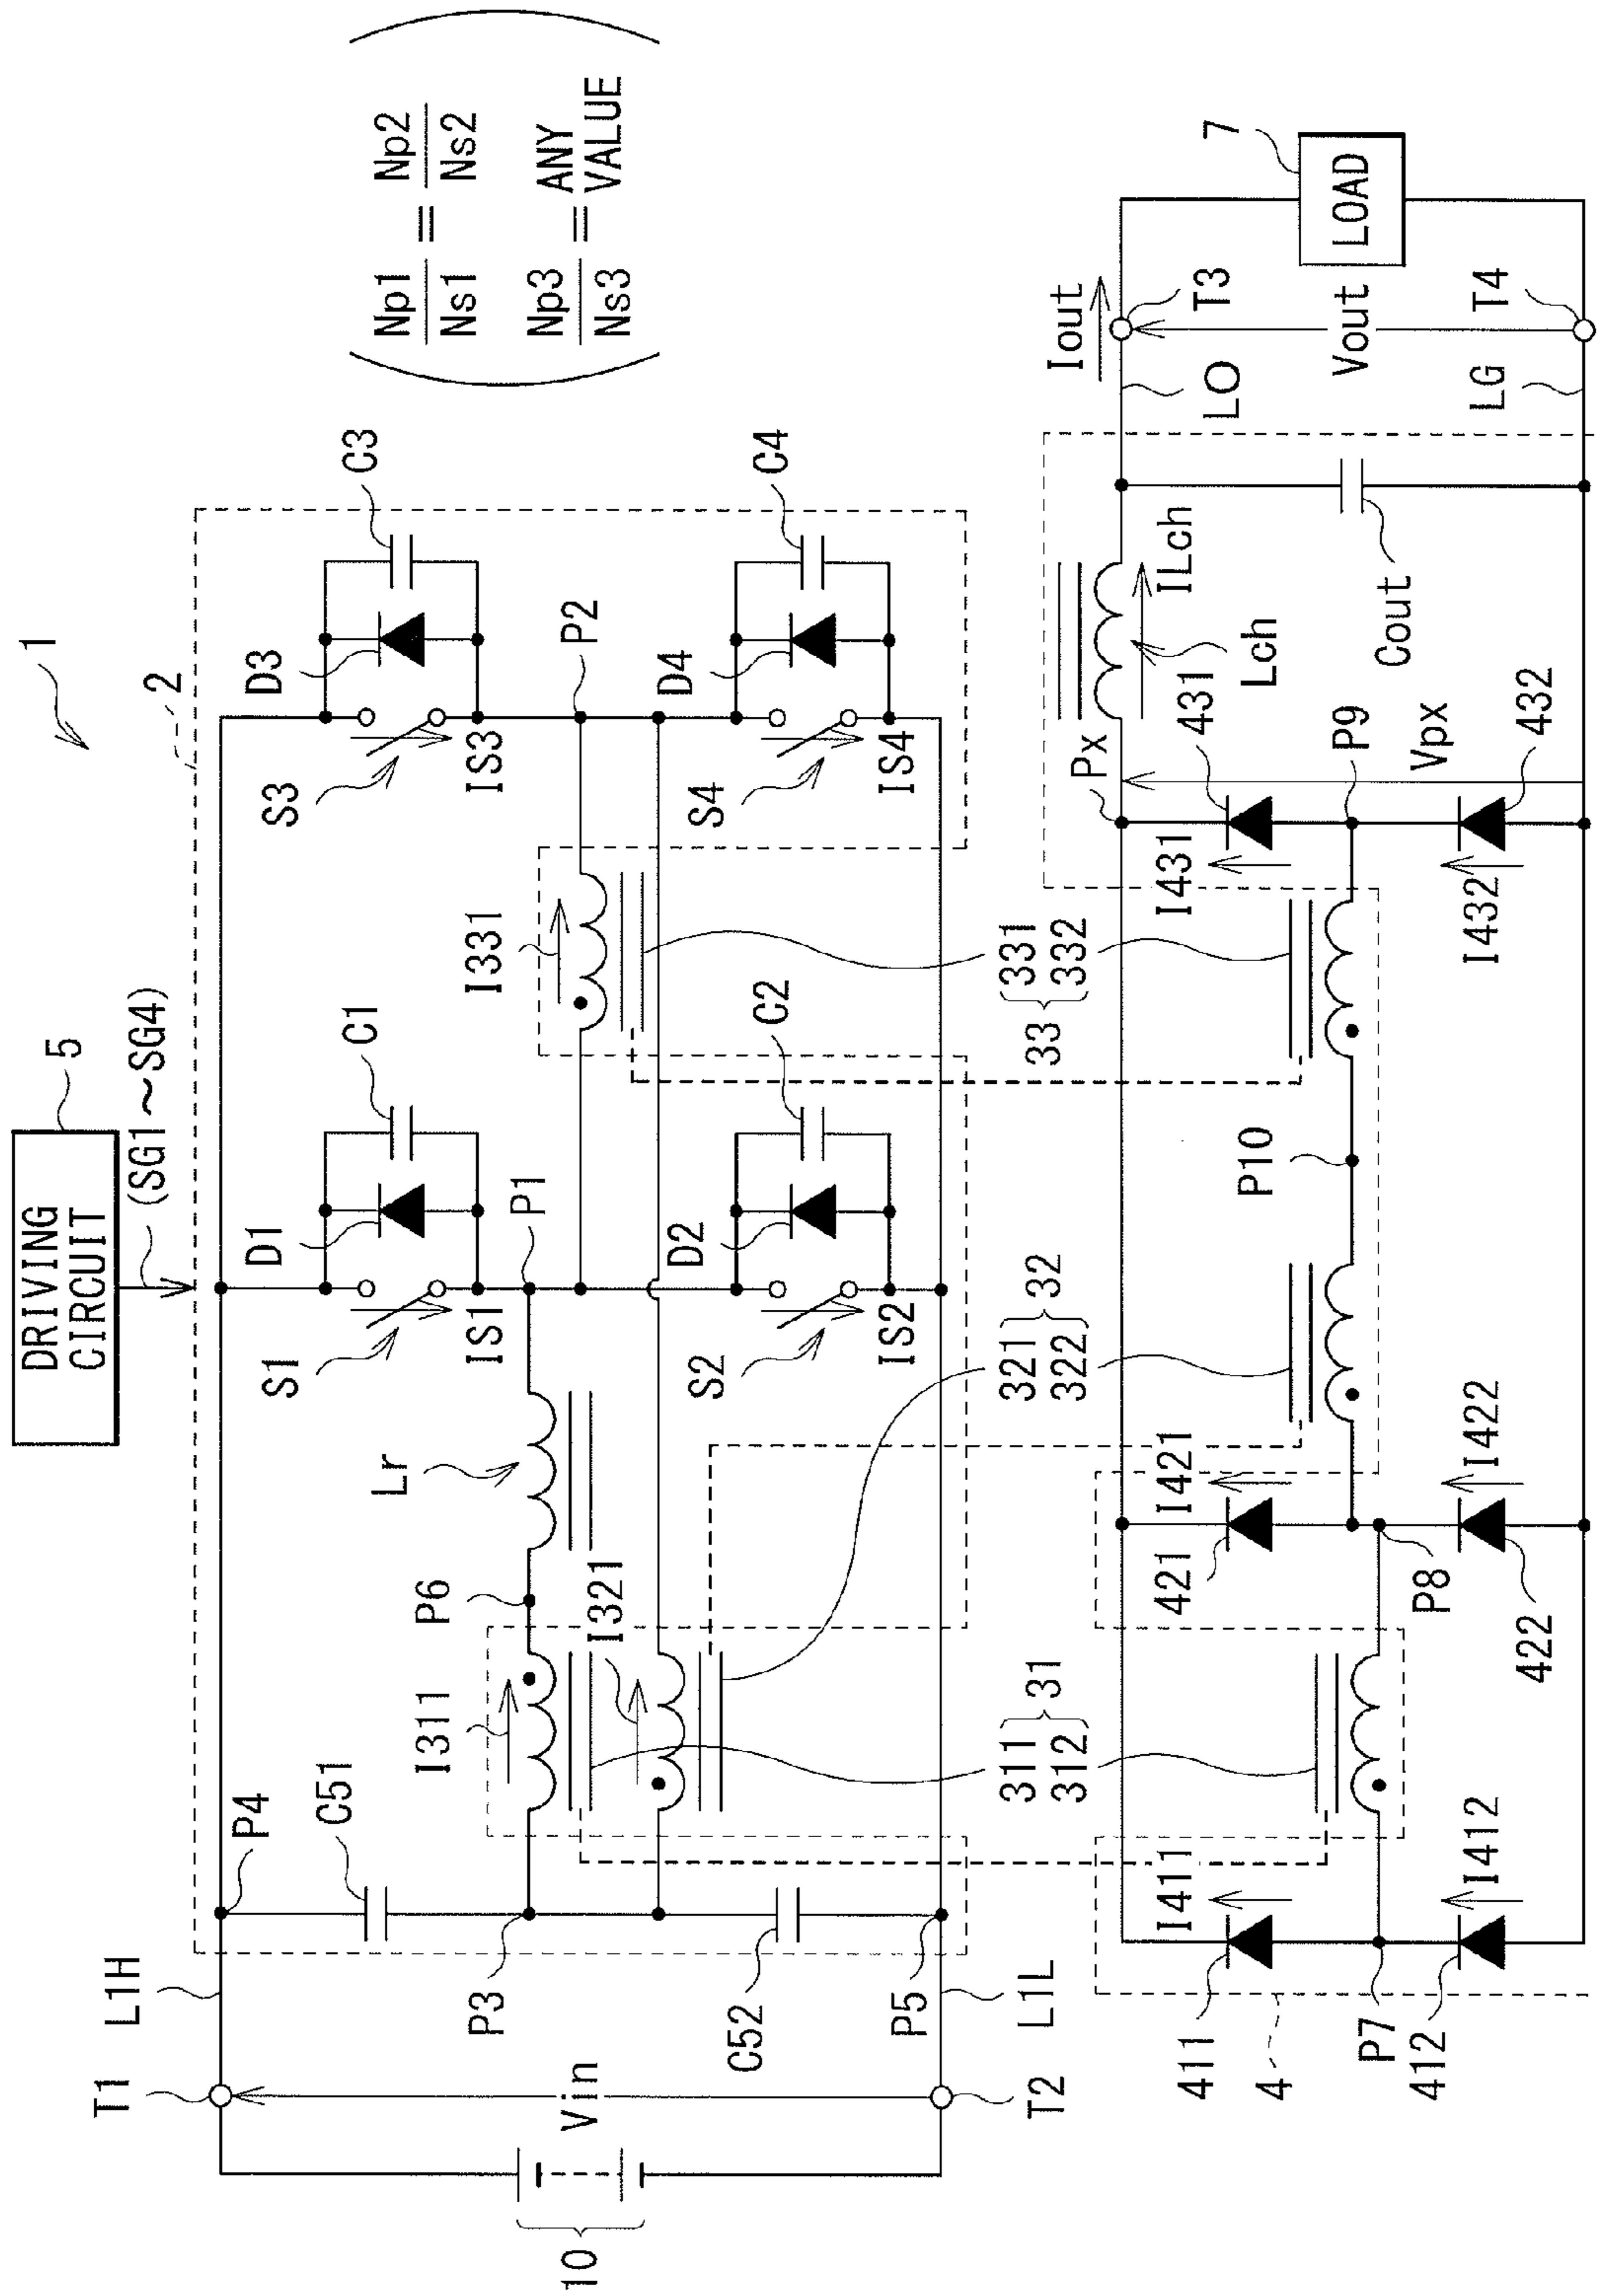 1
DRIVING
CIRCUIT
5
(SG1~SG4)
2
Np1/Ns1 = Np2/Ns2
Np3/Ns3 = ANY VALUE
T1
L1H
P4
C51
S1
D1
C1
S3
D3
C3
I311
P6
Lr
IS1
P1
I331
IS3
P2
10
Vin
P3
I321
C52
S2
D2
C2
S4
D4
C4
P5
IS2
IS4
T2
L1L
311
312
31
321
322
32
33
331
332
Px
Lch
ILch
Iout
LO
T3
7
LOAD
411
I411
421
I421
I431
431
P10
P9
Vpx
Cout
Vout
4
P7
P8
412
I412
422
I422
I432
432
LG
T4